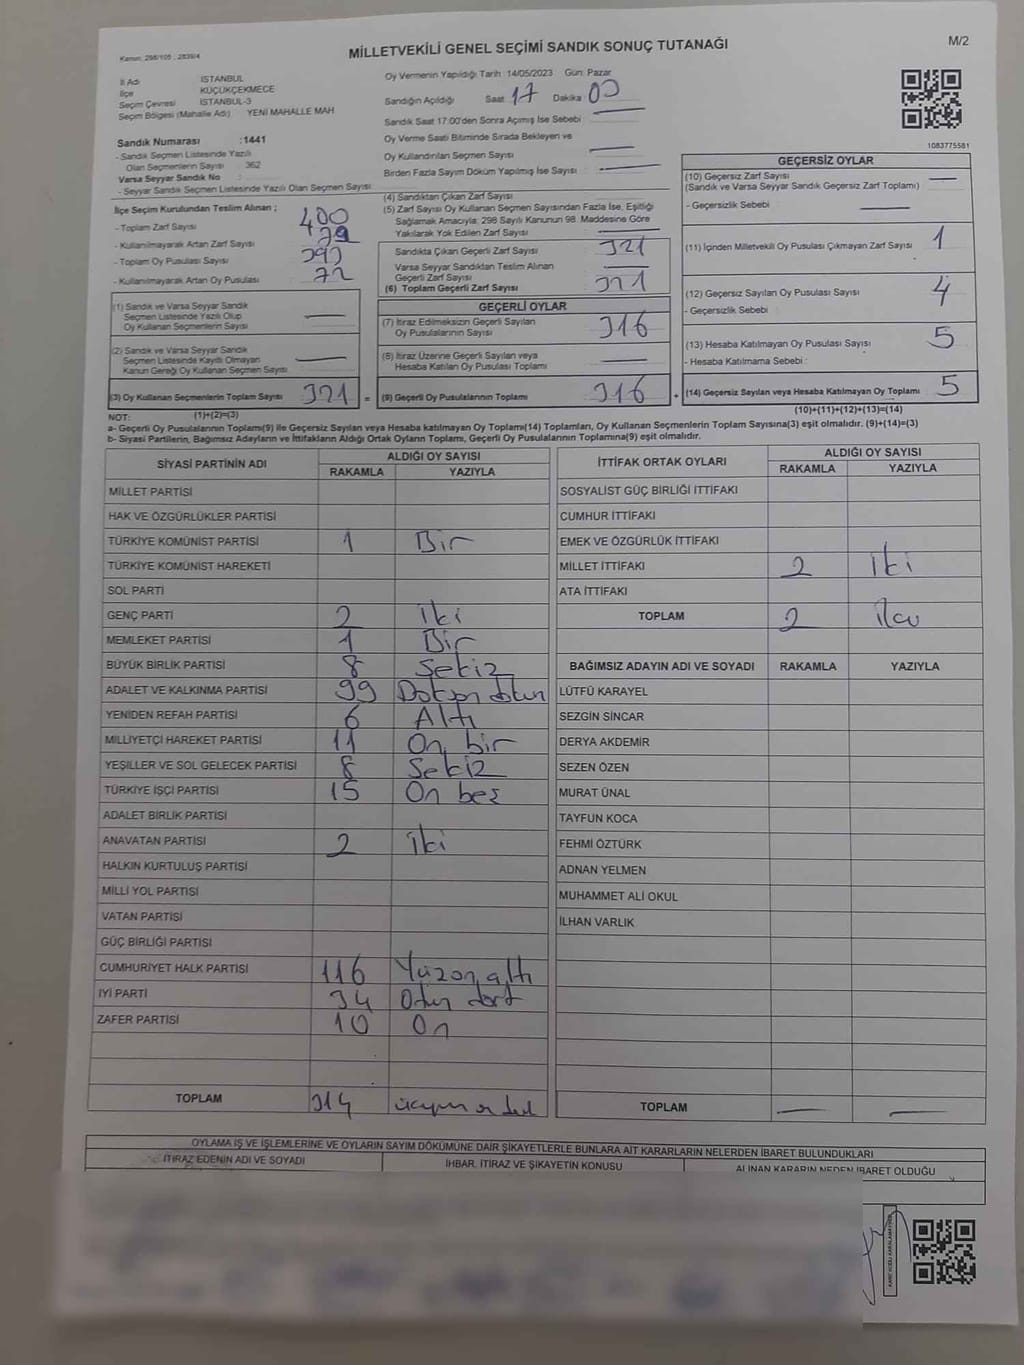 Kanun: 298/105 ; 2839/4
MİLLETVEKİLİ GENEL SEÇİMİ SANDIK SONUÇ TUTANAĞI
M/2
İl Adı İSTANBUL
İlçe KÜÇÜKÇEKMECE
Seçim Çevresi İSTANBUL-3
Seçim Bölgesi (Mahalle Adı) YENİ MAHALLE MAH
Sandık Numarası :1441
- Sandık Seçmen Listesinde Yazılı
Olan Seçmenlerin Sayısı 362
Varsa Seyyar Sandık No
- Seyyar Sandık Seçmen Listesinde Yazılı Olan Seçmen Sayısı
Oy Vermenin Yapıldığı Tarih: 14/05/2023 Gün: Pazar
Sandığın Açıldığı Saat 17 Dakika 00
Sandık Saat 17:00'den Sonra Açılmış İse Sebebi :
Oy Verme Saati Bitiminde Sırada Bekleyen ve
Oy Kullandırılan Seçmen Sayısı
Birden Fazla Sayım Döküm Yapılmış İse Sayısı
1083775581
İlçe Seçim Kurulundan Teslim Alınan ;
- Toplam Zarf Sayısı 400
- Kullanılmayarak Artan Zarf Sayısı 79
- Toplam Oy Pusulası Sayısı 393
- Kullanılmayarak Artan Oy Pusulası 72
(4) Sandıktan Çıkan Zarf Sayısı
(5) Zarf Sayısı Oy Kullanan Seçmen Sayısından Fazla İse, Eşitliği
Sağlamak Amacıyla; 298 Sayılı Kanunun 98. Maddesine Göre
Yakılarak Yok Edilen Zarf Sayısı
Sandıkta Çıkan Geçerli Zarf Sayısı 321
Varsa Seyyar Sandıktan Teslim Alınan
Geçerli Zarf Sayısı
(6) Toplam Geçerli Zarf Sayısı 321
GEÇERSİZ OYLAR
(10) Geçersiz Zarf Sayısı
(Sandık ve Varsa Seyyar Sandık Geçersiz Zarf Toplamı)
- Geçersizlik Sebebi
(11) İçinden Milletvekili Oy Pusulası Çıkmayan Zarf Sayısı 1
(12) Geçersiz Sayılan Oy Pusulası Sayısı 4
- Geçersizlik Sebebi
(13) Hesaba Katılmayan Oy Pusulası Sayısı 5
- Hesaba Katılmama Sebebi :
(14) Geçersiz Sayılan veya Hesaba Katılmayan Oy Toplamı 5
(10)+(11)+(12)+(13)=(14)
(1) Sandık ve Varsa Seyyar Sandık
Seçmen Listesinde Yazılı Olup
Oy Kullanan Seçmenlerin Sayısı
(2) Sandık ve Varsa Seyyar Sandık
Seçmen Listesinde Kayıtlı Olmayan
Kanun Gereği Oy Kullanan Seçmen Sayısı
(3) Oy Kullanan Seçmenlerin Toplam Sayısı 321 =
(1)+(2)=(3)
GEÇERLİ OYLAR
(7) İtiraz Edilmeksizin Geçerli Sayılan
Oy Pusulalarının Sayısı 316
(8) İtiraz Üzerine Geçerli Sayılan veya
Hesaba Katılan Oy Pusulası Toplamı
(9) Geçerli Oy Pusulalarının Toplamı 316 +
NOT:
a- Geçerli Oy Pusulasının Toplamı(9) ile Geçersiz Sayılan veya Hesaba katılmayan Oy Toplamı(14) Toplamları, Oy Kullanan Seçmenlerin Toplam Sayısına(3) eşit olmalıdır. (9)+(14)=(3)
b- Siyasi Partilerin, Bağımsız Adayların ve İttifakların Aldığı Ortak Oyların Toplamı, Geçerli Oy Pusulalarının Toplamına(9) eşit olmalıdır.
SİYASİ PARTİNİN ADI ALDIĞI OY SAYISI
RAKAMLA YAZIYLA
MİLLET PARTİSİ
HAK VE ÖZGÜRLÜKLER PARTİSİ
TÜRKİYE KOMÜNİST PARTİSİ 1 Bir
TÜRKİYE KOMÜNİST HAREKETİ
SOL PARTİ
GENÇ PARTİ 2 İki
MEMLEKET PARTİSİ 1 Bir
BÜYÜK BİRLİK PARTİSİ 8 Sekiz
ADALET VE KALKINMA PARTİSİ 99
YENİDEN REFAH PARTİSİ 6 Altı
MİLLİYETÇİ HAREKET PARTİSİ 11 On bir
YEŞİLLER VE SOL GELECEK PARTİSİ 8 Sekiz
TÜRKİYE İŞÇİ PARTİSİ 15 On beş
ADALET BİRLİK PARTİSİ
ANAVATAN PARTİSİ 2 İki
HALKIN KURTULUŞ PARTİSİ
MİLLİ YOL PARTİSİ
VATAN PARTİSİ
GÜÇ BİRLİĞİ PARTİSİ
CUMHURİYET HALK PARTİSİ 116 Yüzon altı
İYİ PARTİ 34 Otuz dört
ZAFER PARTİSİ 10 On
TOPLAM 314
İTTİFAK ORTAK OYLARI ALDIĞI OY SAYISI
RAKAMLA YAZIYLA
SOSYALİST GÜÇ BİRLİĞİ İTTİFAKI
CUMHUR İTTİFAKI
EMEK VE ÖZGÜRLÜK İTTİFAKI
MİLLET İTTİFAKI 2 İki
ATA İTTİFAKI
TOPLAM 2
BAĞIMSIZ ADAYIN ADI VE SOYADI RAKAMLA YAZIYLA
LÜTFÜ KARAYEL
SEZGİN SİNCAR
DERYA AKDEMİR
SEZEN ÖZEN
MURAT ÜNAL
TAYFUN KOCA
FEHMİ ÖZTÜRK
ADNAN YELMEN
MUHAMMET ALİ OKUL
İLHAN VARLIK
TOPLAM
OYLAMA İŞ VE İŞLEMLERİNE VE OYLARIN SAYIM DÖKÜMÜNE DAİR ŞİKAYETLERLE BUNLARA AİT KARARLARIN NELERDEN İBARET BULUNDUKLARI
İTİRAZ EDENİN ADI VE SOYADI İHBAR, İTİRAZ VE ŞİKAYETİN KONUSU ALINAN KARARIN NEDEN İBARET OLDUĞU
KARE KODU KARALAMAYINIZ